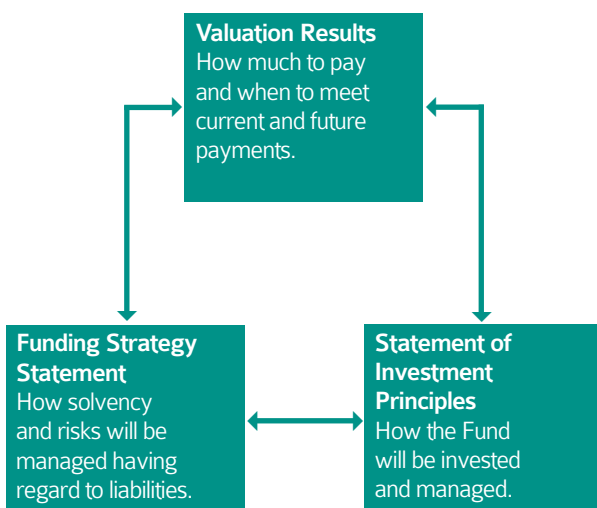 Valuation Results
How much to pay
and when to meet
current and future
payments.
Funding Strategy
Statement
How solvency
and risks will be
managed having
regard to liabilities.
Statement of
Investment
Principles
How the Fund
will be invested
and managed.